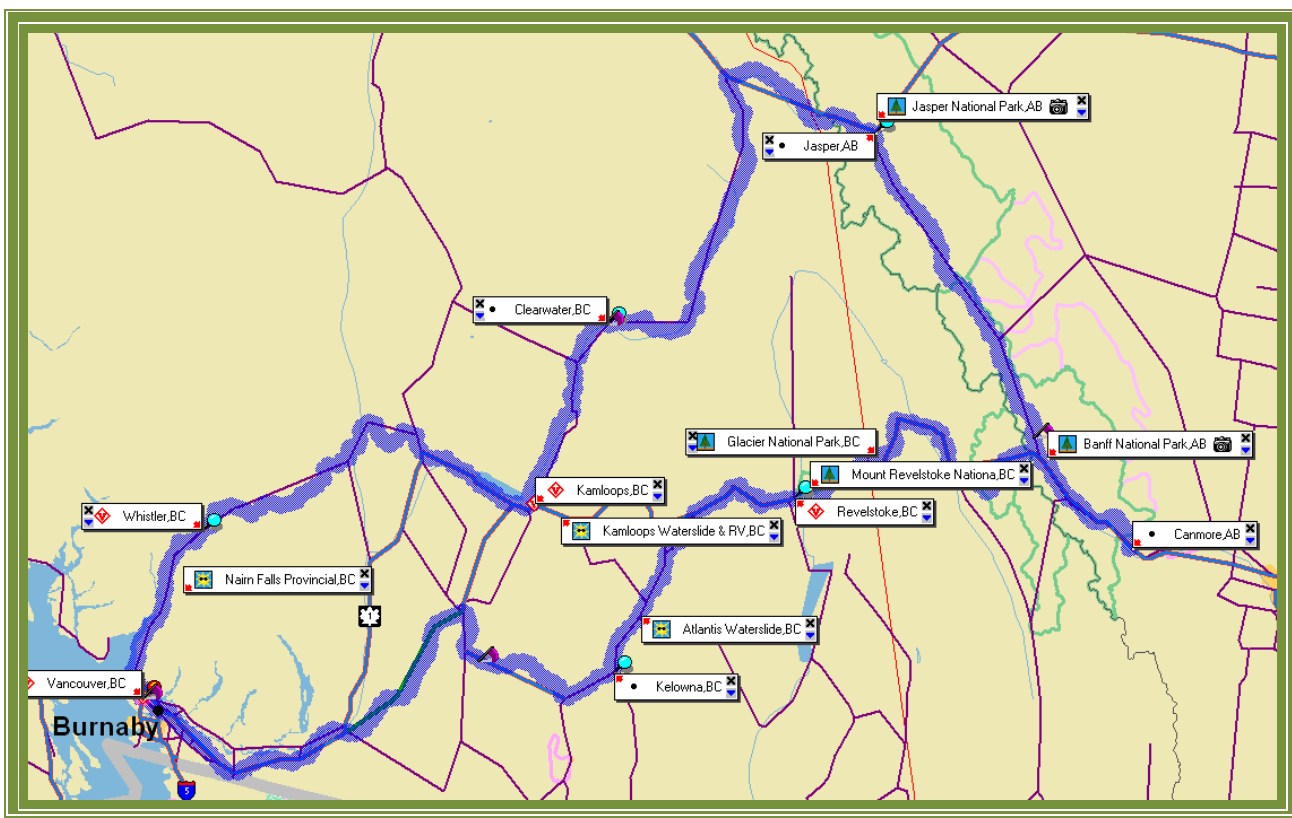 Jasper National Park,AB
Jasper,AB
Clearwater,BC
Glacier National Park,BC
Banff National Park,AB
Mount Revelstoke Nationa,BC
Kamloops,BC
Whistler,BC
Revelstoke,BC
Kamloops Waterslide & RV,BC
Canmore,AB
Nairn Falls Provincial,BC
1
Atlantis Waterslide,BC
Vancouver,BC
Kelowna,BC
Burnaby
5